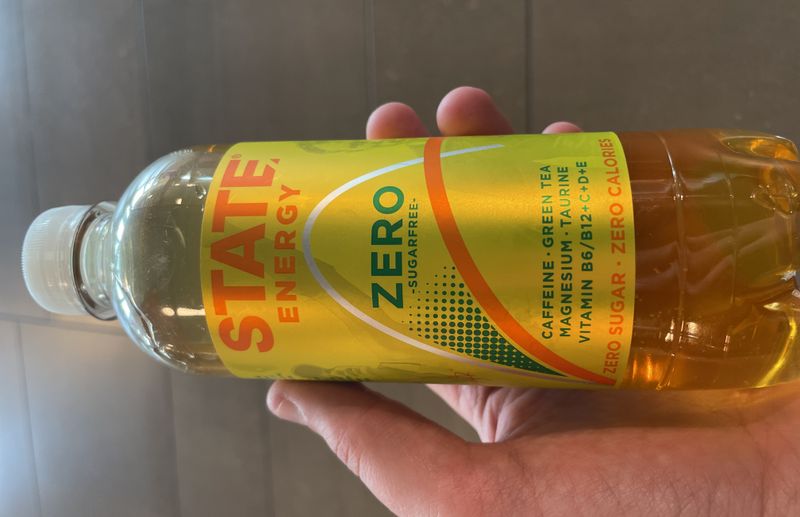 STATE®
ENERGY
ZERO
-SUGARFREE-
CAFFEINE · GREEN TEA
MAGNESIUM · TAURINE
VITAMIN B6/B12+C+D+E
ZERO SUGAR · ZERO CALORIES